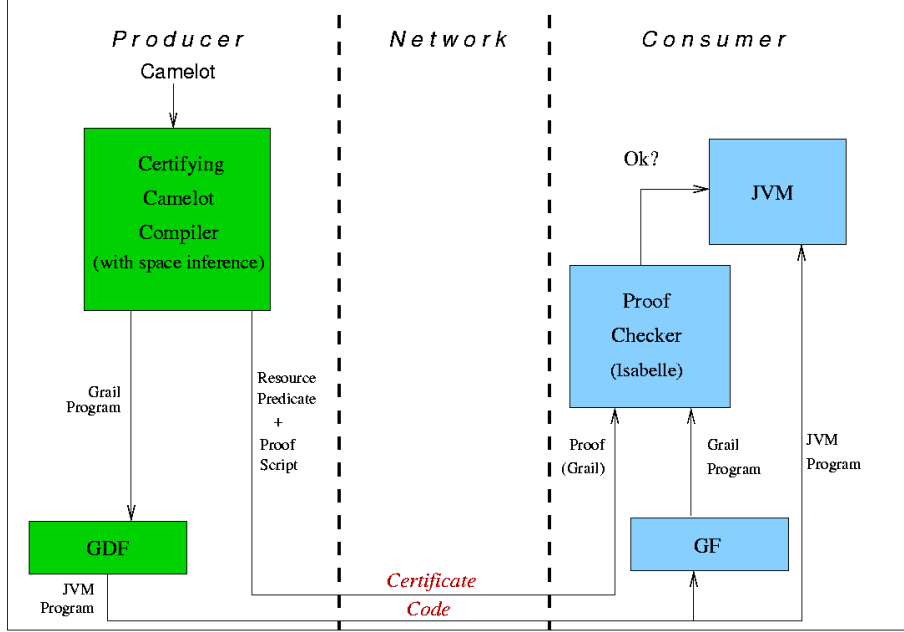 Producer
Network
Consumer
Camelot
Certifying
Camelot
Compiler
(with space inference)
Ok?
JVM
Proof
Checker
(Isabelle)
Grail
Program
Resource
Predicate
+
Proof
Script
Proof
(Grail)
Grail
Program
JVM
Program
GDF
GF
JVM
Program
Certificate
Code